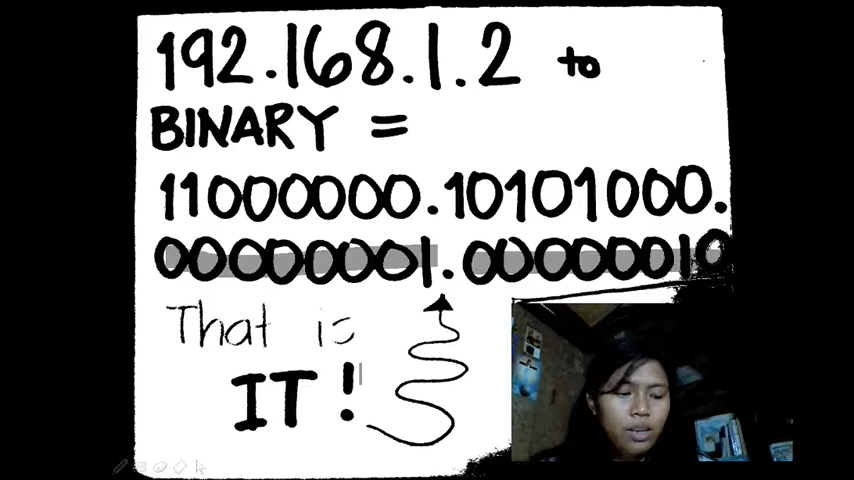 192.168.1.2 to
BINARY =
11000000.10101000.
00000001.00000010
That is
IT!